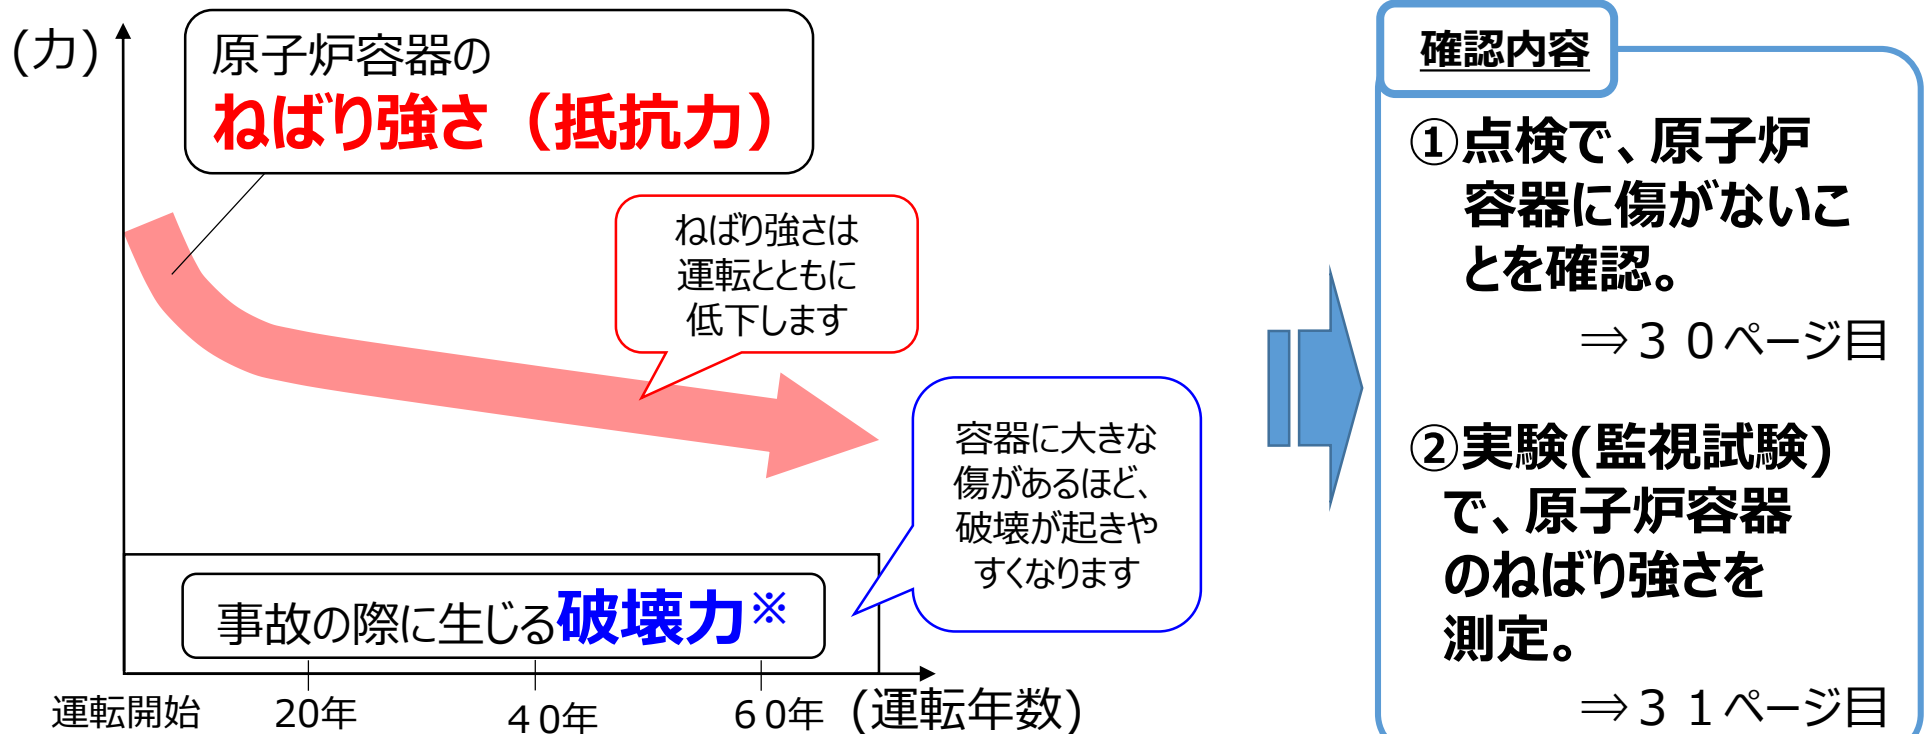 (力)
原子炉容器の
ねばり強さ（抵抗力）
ねばり強さは
運転とともに
低下します
容器に大きな
傷があるほど、
破壊が起きや
すくなります
事故の際に生じる破壊力※
運転開始
20年
４0年
６0年
(運転年数)
確認内容
①点検で、原子炉
容器に傷がないこ
とを確認。
⇒３０ページ目
②実験(監視試験)
で、原子炉容器
のねばり強さを
測定。
⇒３１ページ目